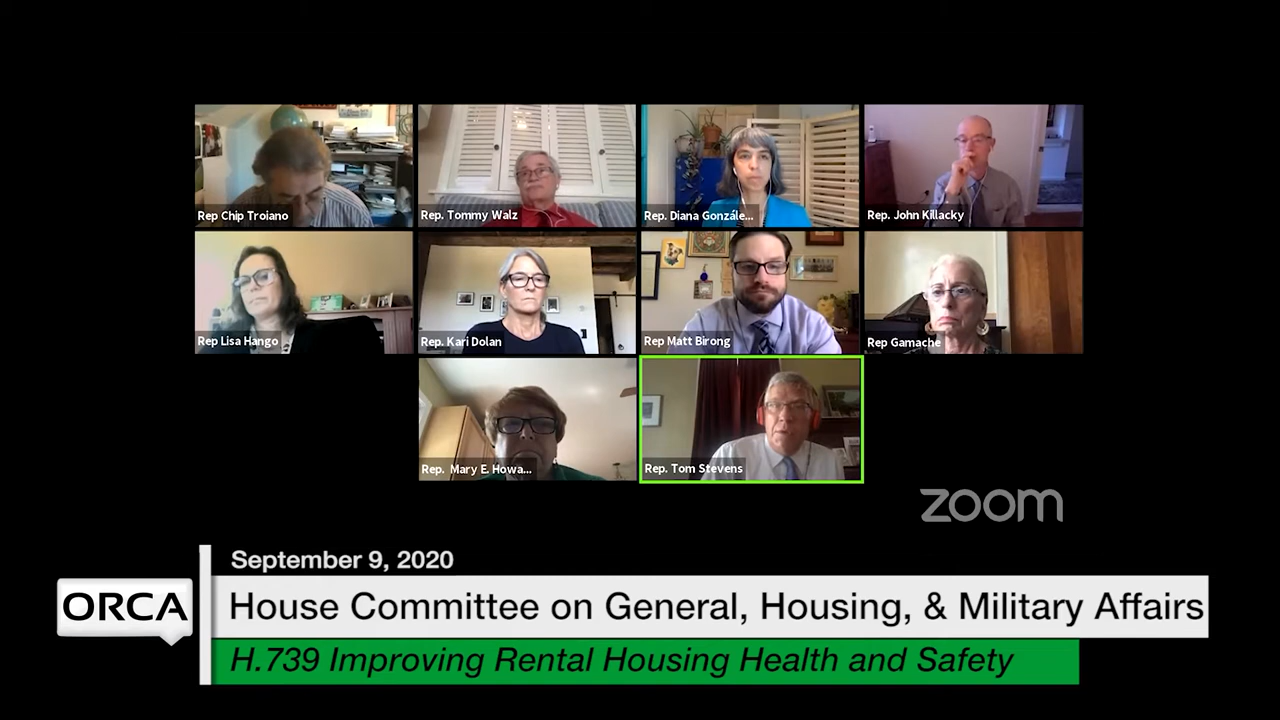 Rep Chip Troiano
Rep. Tommy Walz
Rep. Diana Gonzále...
Rep. John Killacky
Rep Lisa Hango
Rep. Kari Dolan
Rep Matt Birong
Rep Gamache
Rep. Mary E. Howa...
Rep. Tom Stevens
zoom
September 9, 2020
ORCA
House Committee on General, Housing, & Military Affairs
H.739 Improving Rental Housing Health and Safety